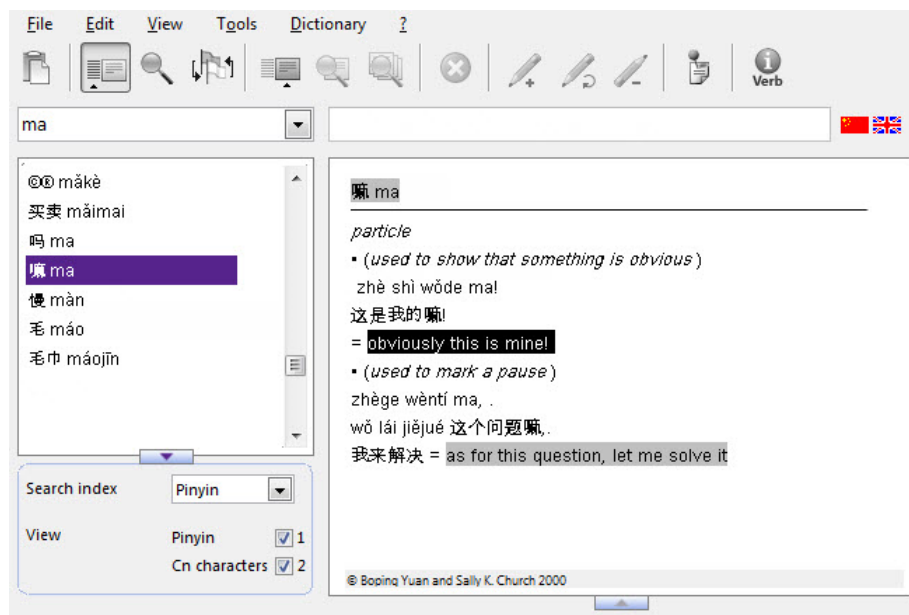 File Edit View Tools Dictionary ?
Verb
ma
©® mǎkè
买卖 mǎimai
吗 ma
嘛 ma
慢 màn
毛 máo
毛巾 máojīn
Search index Pinyin
View Pinyin 1
Cn characters 2
嘛 ma
particle
▪ (used to show that something is obvious)
zhè shì wǒde ma!
这是我的嘛!
= obviously this is mine!
▪ (used to mark a pause)
zhège wèntí ma, .
wǒ lái jiějué 这个问题嘛,.
我来解决 = as for this question, let me solve it
© Boping Yuan and Sally K. Church 2000